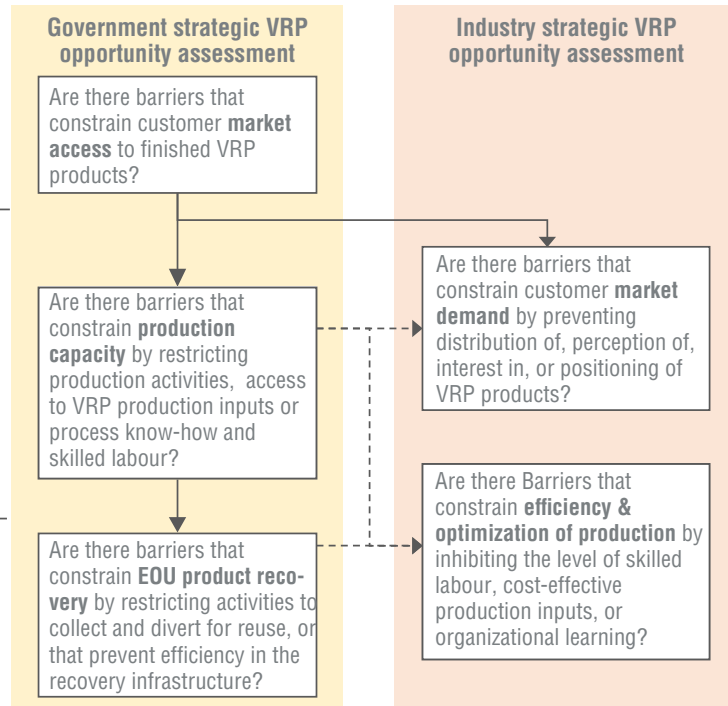 Government strategic VRP
opportunity assessment
Are there barriers that
constrain customer market
access to finished VRP
products?
Are there barriers that
constrain production
capacity by restricting
production activities, access
to VRP production inputs or
process know-how and
skilled labour?
Are there barriers that
constrain EOU product reco-
very by restricting activities to
collect and divert for reuse, or
that prevent efficiency in the
recovery infrastructure?
Industry strategic VRP
opportunity assessment
Are there barriers that
constrain customer market
demand by preventing
distribution of, perception of,
interest in, or positioning of
VRP products?
Are there Barriers that
constrain efficiency &
optimization of production by
inhibiting the level of skilled
labour, cost-effective
production inputs, or
organizational learning?